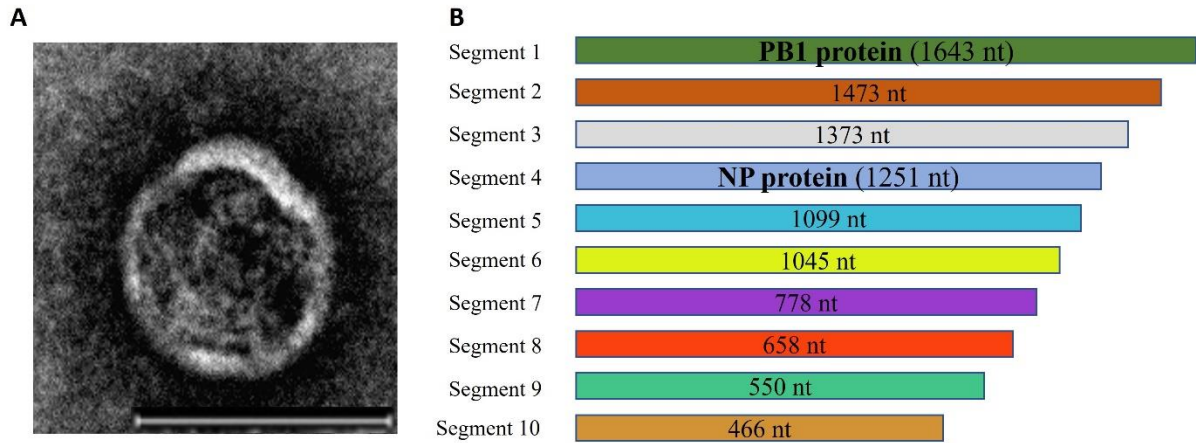 A
B
Segment 1 PB1 protein (1643 nt)
Segment 2 1473 nt
Segment 3 1373 nt
Segment 4 NP protein (1251 nt)
Segment 5 1099 nt
Segment 6 1045 nt
Segment 7 778 nt
Segment 8 658 nt
Segment 9 550 nt
Segment 10 466 nt